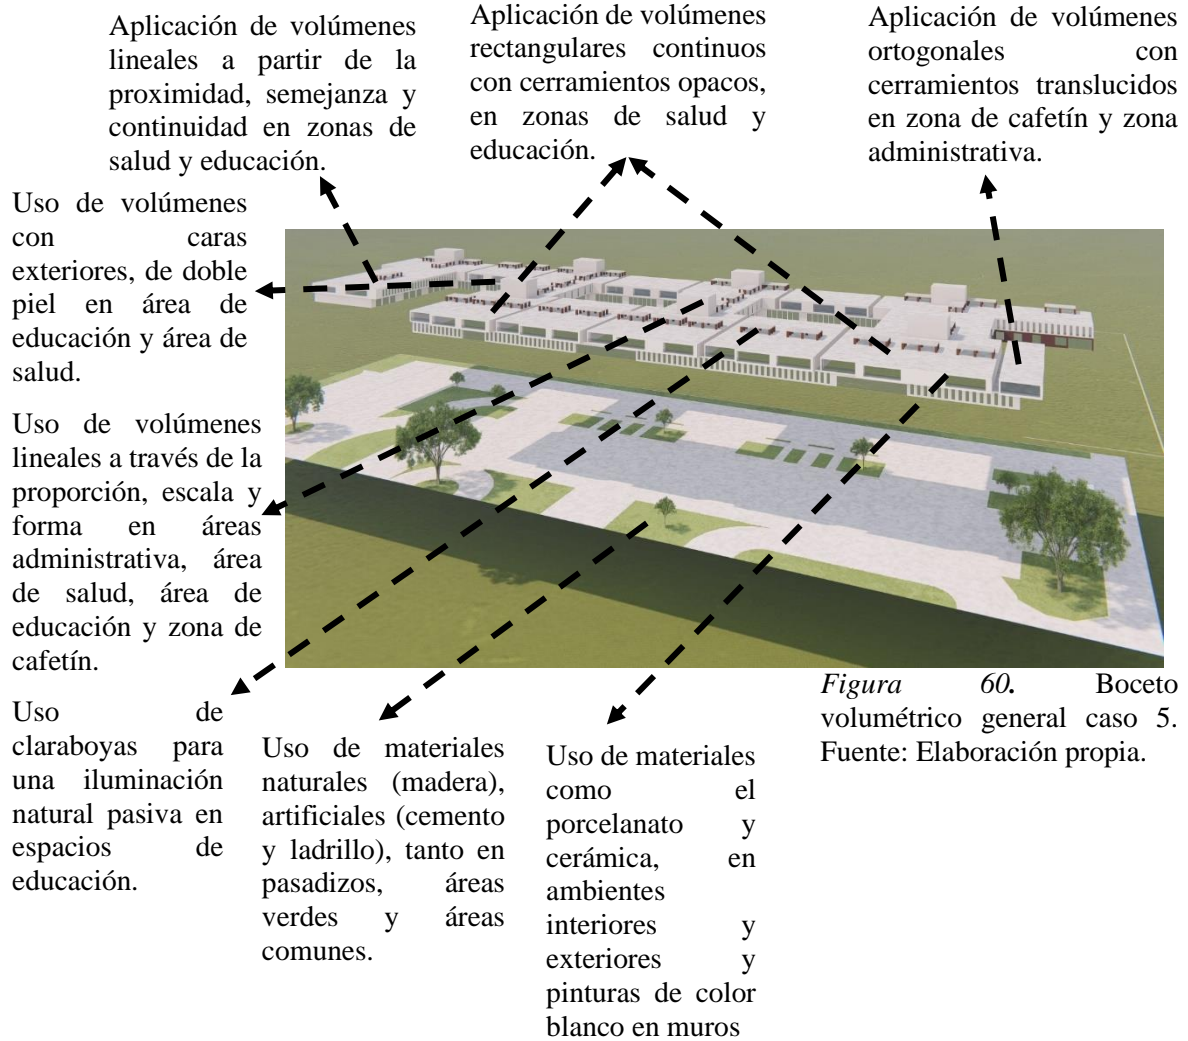 Aplicación de volúmenes
lineales a partir de la
proximidad, semejanza y
continuidad en zonas de
salud y educación.
Aplicación de volúmenes
rectangulares continuos
con cerramientos opacos,
en zonas de salud y
educación.
Aplicación de volúmenes
ortogonales con
cerramientos translucidos
en zona de cafetín y zona
administrativa.
Uso de volúmenes
con caras
exteriores, de doble
piel en área de
educación y área de
salud.
Uso de volúmenes
lineales a través de la
proporción, escala y
forma en áreas
administrativa, área
de salud, área de
educación y zona de
cafetín.
Uso de
claraboyas para
una iluminación
natural pasiva en
espacios de
educación.
Uso de materiales
naturales (madera),
artificiales (cemento
y ladrillo), tanto en
pasadizos, áreas
verdes y áreas
comunes.
Uso de materiales
como el
porcelanato y
cerámica, en
ambientes
interiores y
exteriores y
pinturas de color
blanco en muros
Figura 60. Boceto
volumétrico general caso 5.
Fuente: Elaboración propia.